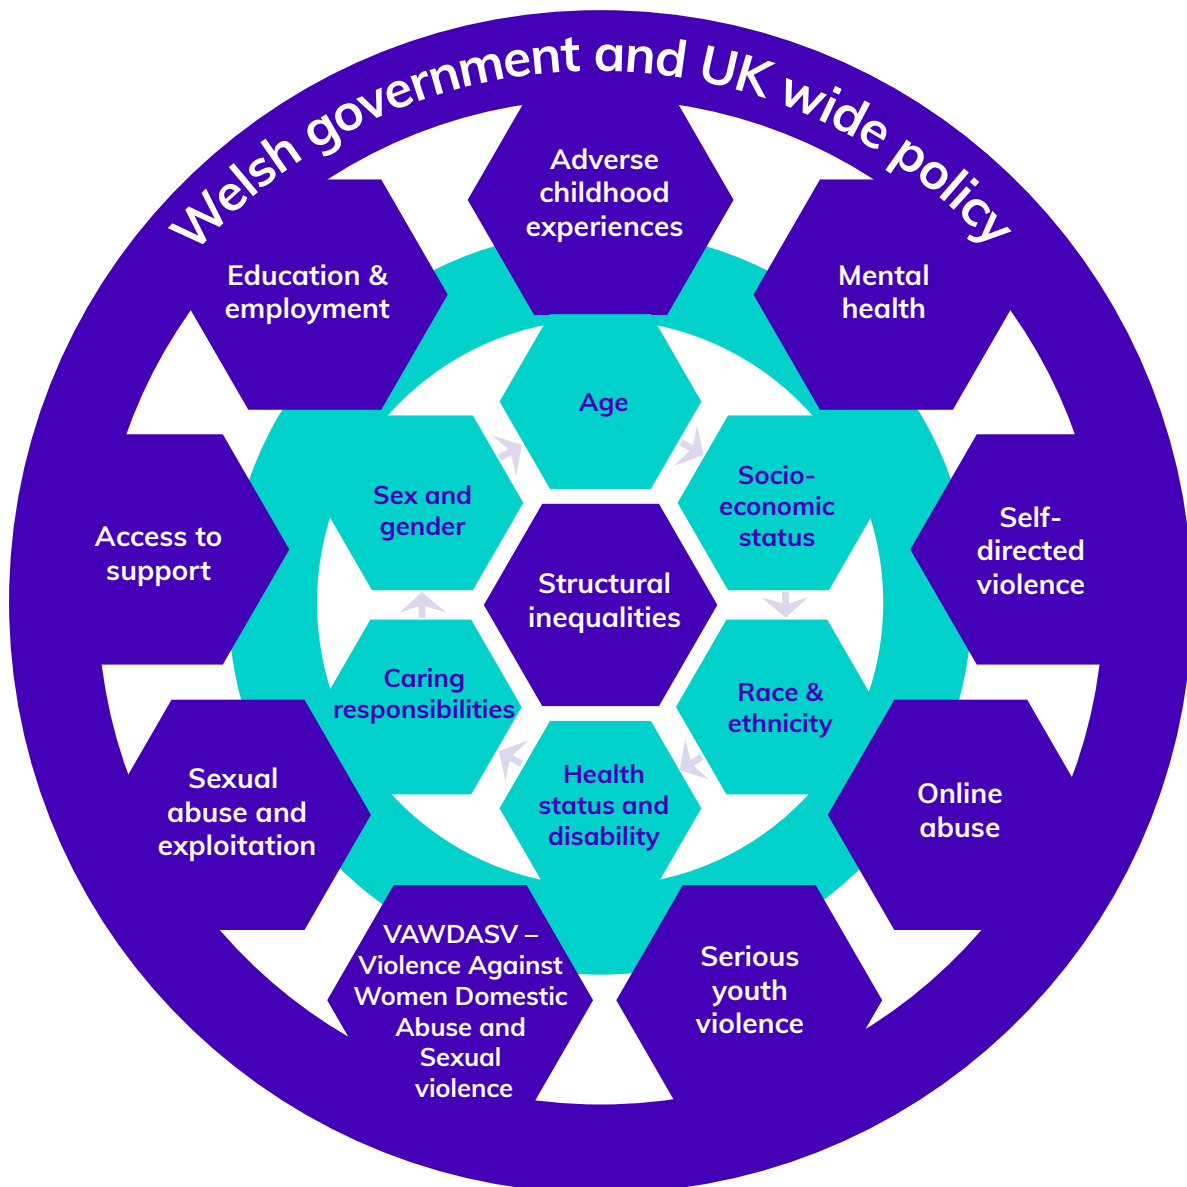 Welsh government and UK wide policy
Adverse
childhood
experiences
Mental
health
Self-
directed
violence
Online
abuse
Serious
youth
violence
VAWDASV –
Violence Against
Women Domestic
Abuse and
Sexual
violence
Sexual
abuse and
exploitation
Access to
support
Education &
employment
Age
Socio-
economic
status
Race &
ethnicity
Health
status and
disability
Caring
responsibilities
Sex and
gender
Structural
inequalities